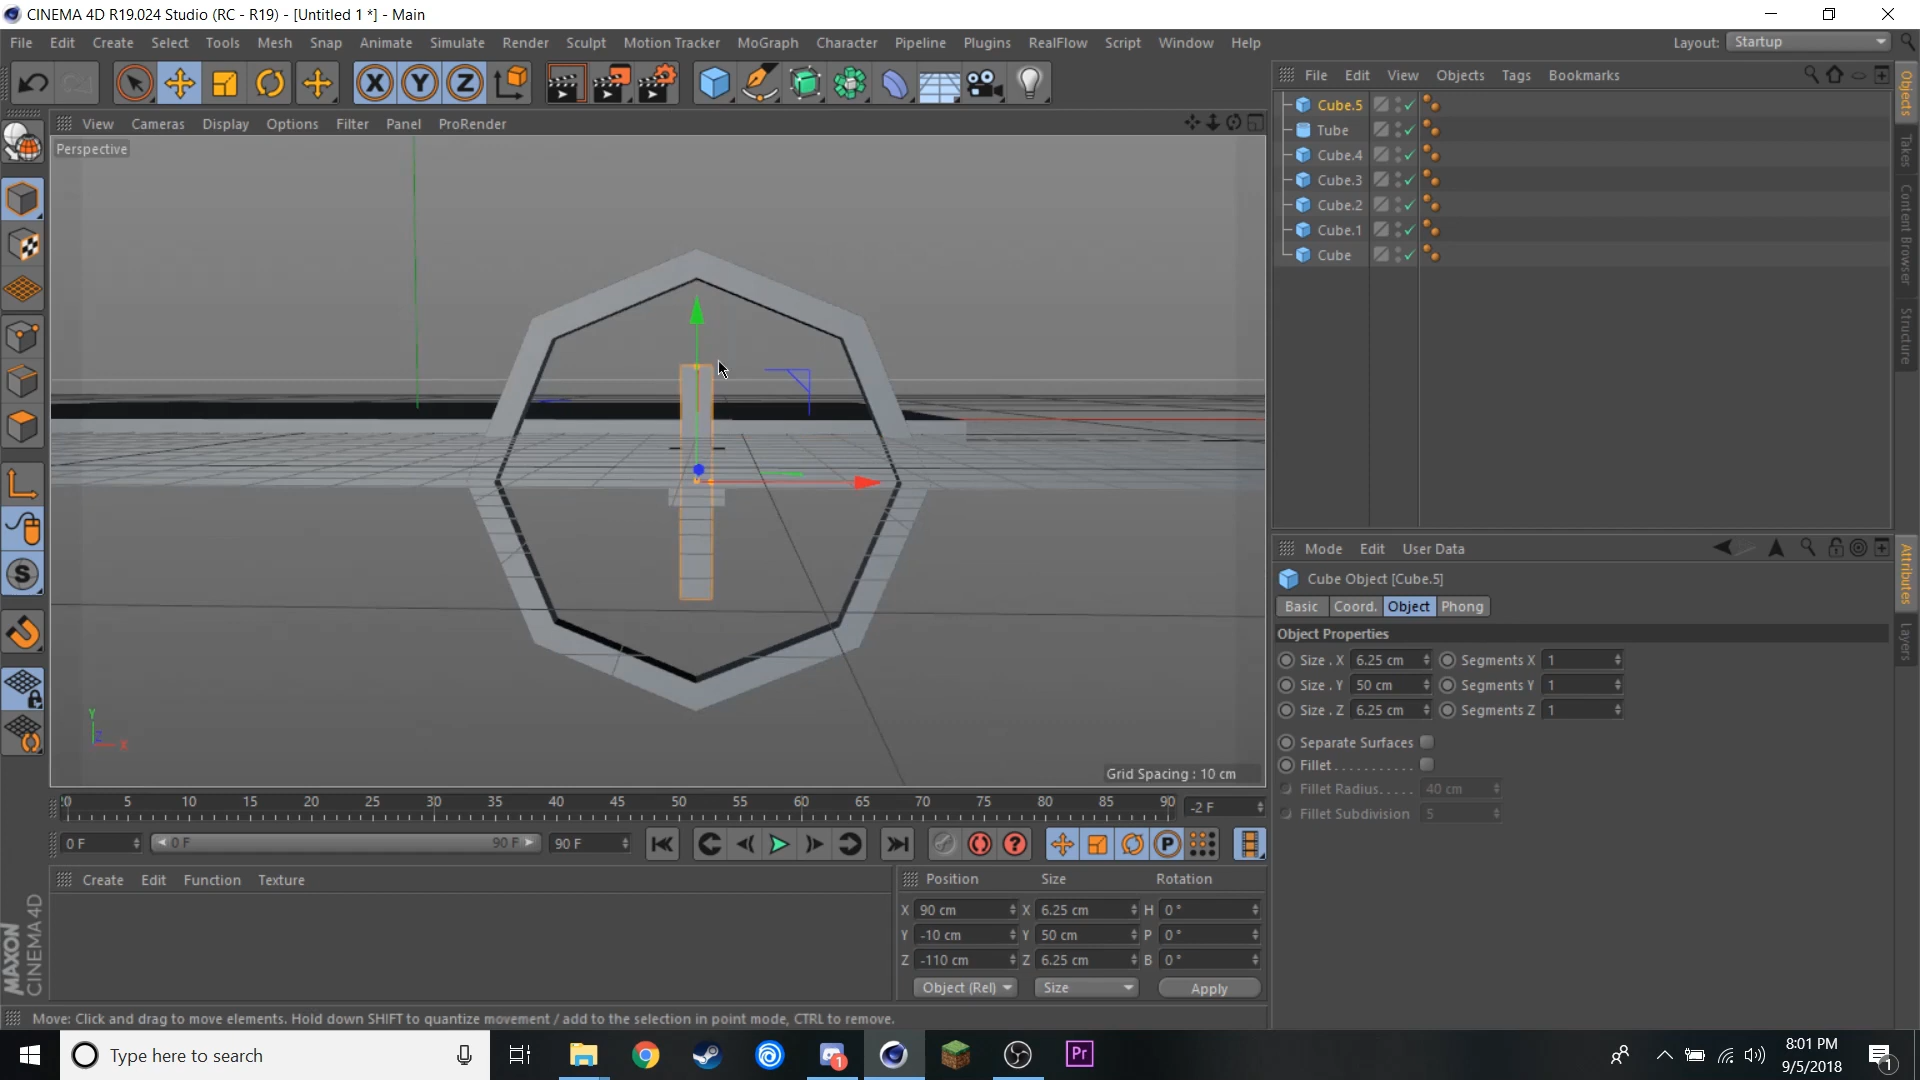 CINEMA 4D R19.024 Studio (RC - R19) - [Untitled 1 *] - Main
File Edit Create Select Tools Mesh Snap Animate Simulate Render Sculpt Motion Tracker MoGraph Character Pipeline Plugins RealFlow Script Window Help Layout: Startup
X Y Z
File Edit View Objects Tags Bookmarks
View Cameras Display Options Filter Panel ProRender
Perspective
Cube.5
Tube
Cube.4
Cube.3
Cube.2
Cube.1
Cube
Objects
Takes
Content Browser
Structure
Mode Edit User Data
Cube Object [Cube.5]
Basic Coord. Object Phong
Object Properties
Size . X 6.25 cm Segments X 1
Size . Y 50 cm Segments Y 1
Size . Z 6.25 cm Segments Z 1
Separate Surfaces
Fillet . . . . . . . . . . .
Fillet Radius. . . . . 40 cm
Fillet Subdivision 5
Attributes
Layers
S
Y
Z
X
Grid Spacing : 10 cm
:0 5 10 15 20 25 30 35 40 45 50 55 60 65 70 75 80 85 90 -2 F
0 F 0 F 90 F 90 F
? P
Create Edit Function Texture
Position Size Rotation
X 90 cm X 6.25 cm H 0 °
Y -10 cm Y 50 cm P 0 °
Z -110 cm Z 6.25 cm B 0 °
Object (Rel) Size Apply
MAXON
CINEMA 4D
Move: Click and drag to move elements. Hold down SHIFT to quantize movement / add to the selection in point mode, CTRL to remove.
Type here to search
1
Pr
8:01 PM
9/5/2018
1